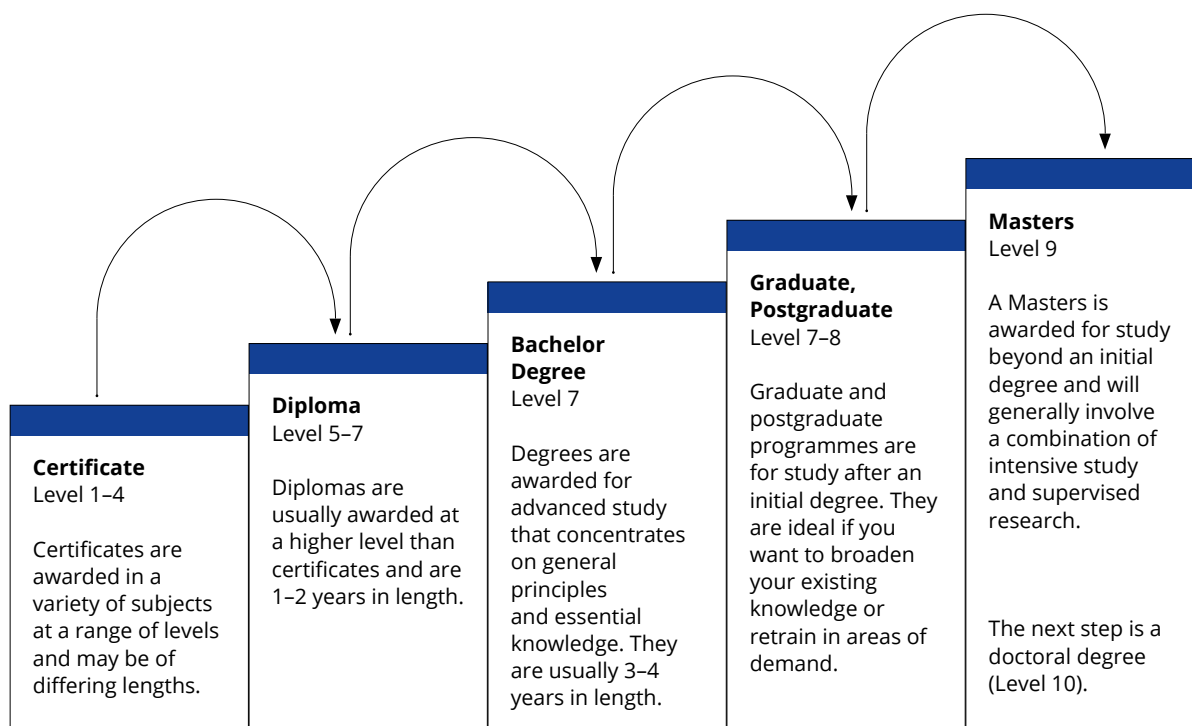 Certificate
Level 1–4
Certificates are
awarded in a
variety of subjects
at a range of levels
and may be of
differing lengths.
Diploma
Level 5–7
Diplomas are
usually awarded at
a higher level than
certificates and are
1–2 years in length.
Bachelor
Degree
Level 7
Degrees are
awarded for
advanced study
that concentrates
on general
principles
and essential
knowledge. They
are usually 3–4
years in length.
Graduate,
Postgraduate
Level 7–8
Graduate and
postgraduate
programmes are
for study after an
initial degree. They
are ideal if you
want to broaden
your existing
knowledge or
retrain in areas of
demand.
Masters
Level 9
A Masters is
awarded for study
beyond an initial
degree and will
generally involve
a combination of
intensive study
and supervised
research.
The next step is a
doctoral degree
(Level 10).